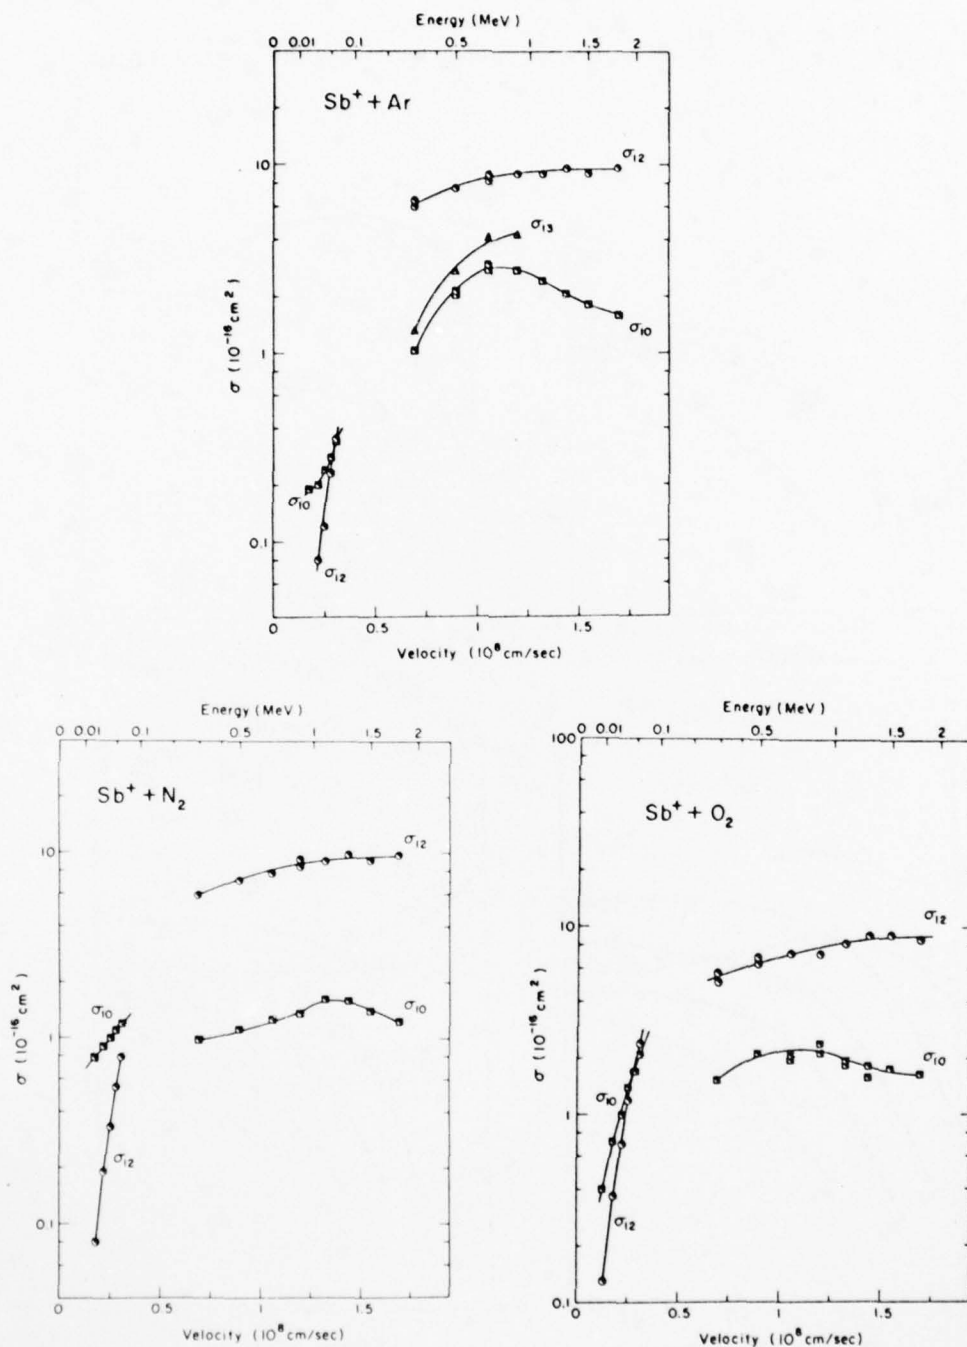 Energy (MeV)
0 0.01 0.1 0.5 1 1.5 2
Sb⁺ + Ar
10
σ₁₂
σ₁₃
σ₁₀
1
σ (10⁻¹⁶ cm²)
σ₁₀
0.1
σ₁₂
0 0.5 1 1.5
Velocity (10⁸ cm/sec)
Energy (MeV)
0 0.01 0.1 0.5 1 1.5 2
Sb⁺ + N₂
10
σ₁₂
σ₁₀
σ₁₀
1
σ (10⁻¹⁶ cm²)
σ₁₂
0.1
0 0.5 1 1.5
Velocity (10⁸ cm/sec)
Energy (MeV)
0 0.01 0.1 0.5 1 1.5 2
100
Sb⁺ + O₂
10
σ₁₂
σ (10⁻¹⁶ cm²)
σ₁₀
σ₁₀
1
σ₁₂
0.1
0 0.5 1 1.5
Velocity (10⁸ cm/sec)